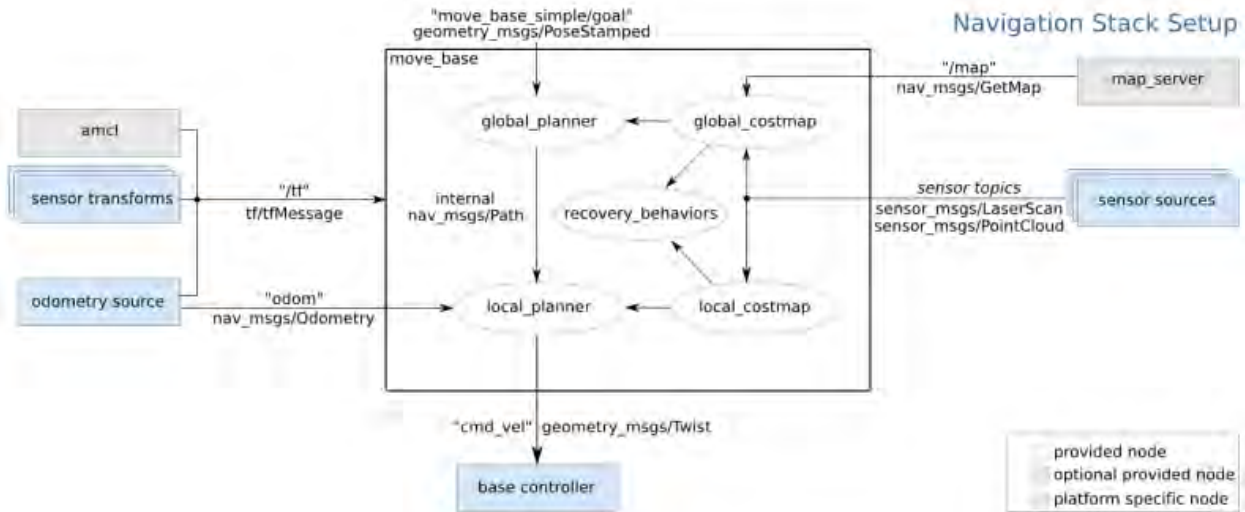 "move_base_simple/goal"
geometry_msgs/PoseStamped
Navigation Stack Setup
move_base
"/map"
nav_msgs/GetMap
map_server
amcl
global_planner
global_costmap
sensor transforms
"/tf"
tf/tfMessage
internal
nav_msgs/Path
recovery_behaviors
sensor topics
sensor_msgs/LaserScan
sensor_msgs/PointCloud
sensor sources
odometry source
"odom"
nav_msgs/Odometry
local_planner
local_costmap
"cmd_vel" geometry_msgs/Twist
base controller
provided node
optional provided node
platform specific node